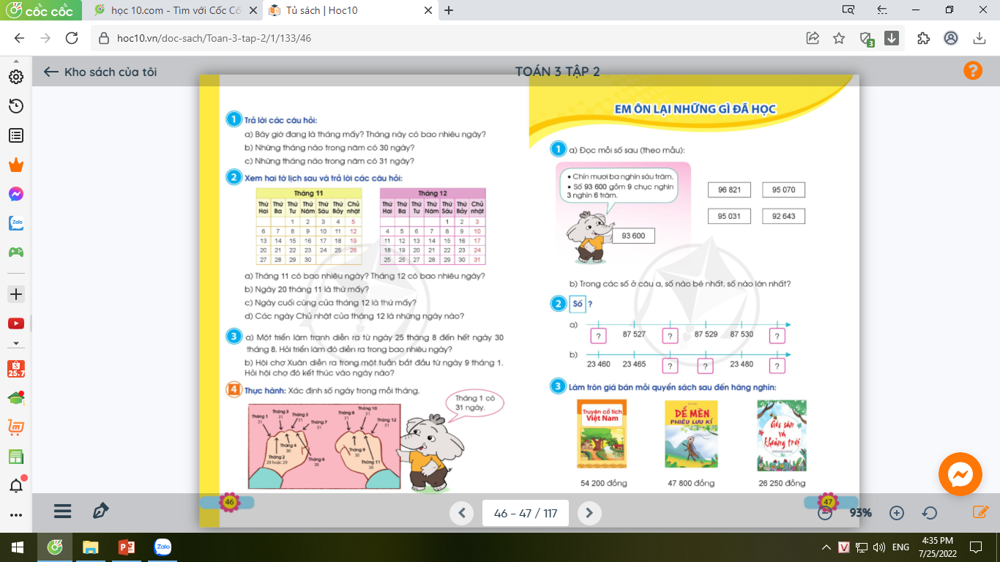 cốc cốc
học 10.com - Tìm với Cốc Cố
Tủ sách | Hoc10
hoc10.vn/doc-sach/Toan-3-tap-2/1/133/46
3
Kho sách của tôi
TOÁN 3 TẬP 2
?
1 Trả lời các câu hỏi:
a) Bây giờ đang là tháng mấy? Tháng này có bao nhiêu ngày?
b) Những tháng nào trong năm có 30 ngày?
c) Những tháng nào trong năm có 31 ngày?
2 Xem hai tờ lịch sau và trả lời các câu hỏi:
Tháng 11
Thứ Hai Thứ Ba Thứ Tư Thứ Năm Thứ Sáu Thứ Bảy Chủ nhật
1 2 3 4 5
6 7 8 9 10 11 12
13 14 15 16 17 18 19
20 21 22 23 24 25 26
27 28 29 30
Tháng 12
Thứ Hai Thứ Ba Thứ Tư Thứ Năm Thứ Sáu Thứ Bảy Chủ nhật
1 2 3
4 5 6 7 8 9 10
11 12 13 14 15 16 17
18 19 20 21 22 23 24
25 26 27 28 29 30 31
a) Tháng 11 có bao nhiêu ngày? Tháng 12 có bao nhiêu ngày?
b) Ngày 20 tháng 11 là thứ mấy?
c) Ngày cuối cùng của tháng 12 là thứ mấy?
d) Các ngày Chủ nhật của tháng 12 là những ngày nào?
3 a) Một triển lãm tranh diễn ra từ ngày 25 tháng 8 đến hết ngày 30
tháng 8. Hỏi triển lãm đó diễn ra trong bao nhiêu ngày?
b) Hội chợ Xuân diễn ra trong một tuần bắt đầu từ ngày 9 tháng 1.
Hỏi hội chợ đó kết thúc vào ngày nào?
4 Thực hành: Xác định số ngày trong mỗi tháng.
Tháng 1
31
Tháng 3
31
Tháng 5
31
Tháng 7
31
Tháng 4
30
Tháng 2
28 hoặc 29
Tháng 6
30
Tháng 8
31
Tháng 10
31
Tháng 12
31
Tháng 9
30
Tháng 11
30
Tháng 1 có
31 ngày.
46
EM ÔN LẠI NHỮNG GÌ ĐÃ HỌC
1 a) Đọc mỗi số sau (theo mẫu):
• Chín mươi ba nghìn sáu trăm.
• Số 93 600 gồm 9 chục nghìn
3 nghìn 6 trăm.
93 600
96 821 95 070
95 031 92 643
b) Trong các số ở câu a, số nào bé nhất, số nào lớn nhất?
2 Số ?
a)
? 87 527 ? 87 529 87 530 ?
b)
23 460 23 465 ? ? 23 480 ?
3 Làm tròn giá bán mỗi quyển sách sau đến hàng nghìn:
Truyện cổ tích
Việt Nam
DẾ MÈN
PHIÊU LƯU KÍ
Góc sân
và
khoảng trời
54 200 đồng 47 800 đồng 26 250 đồng
47
46 - 47 / 117
93%
Zalo
25.7
Zalo
ENG
4:35 PM
7/25/2022